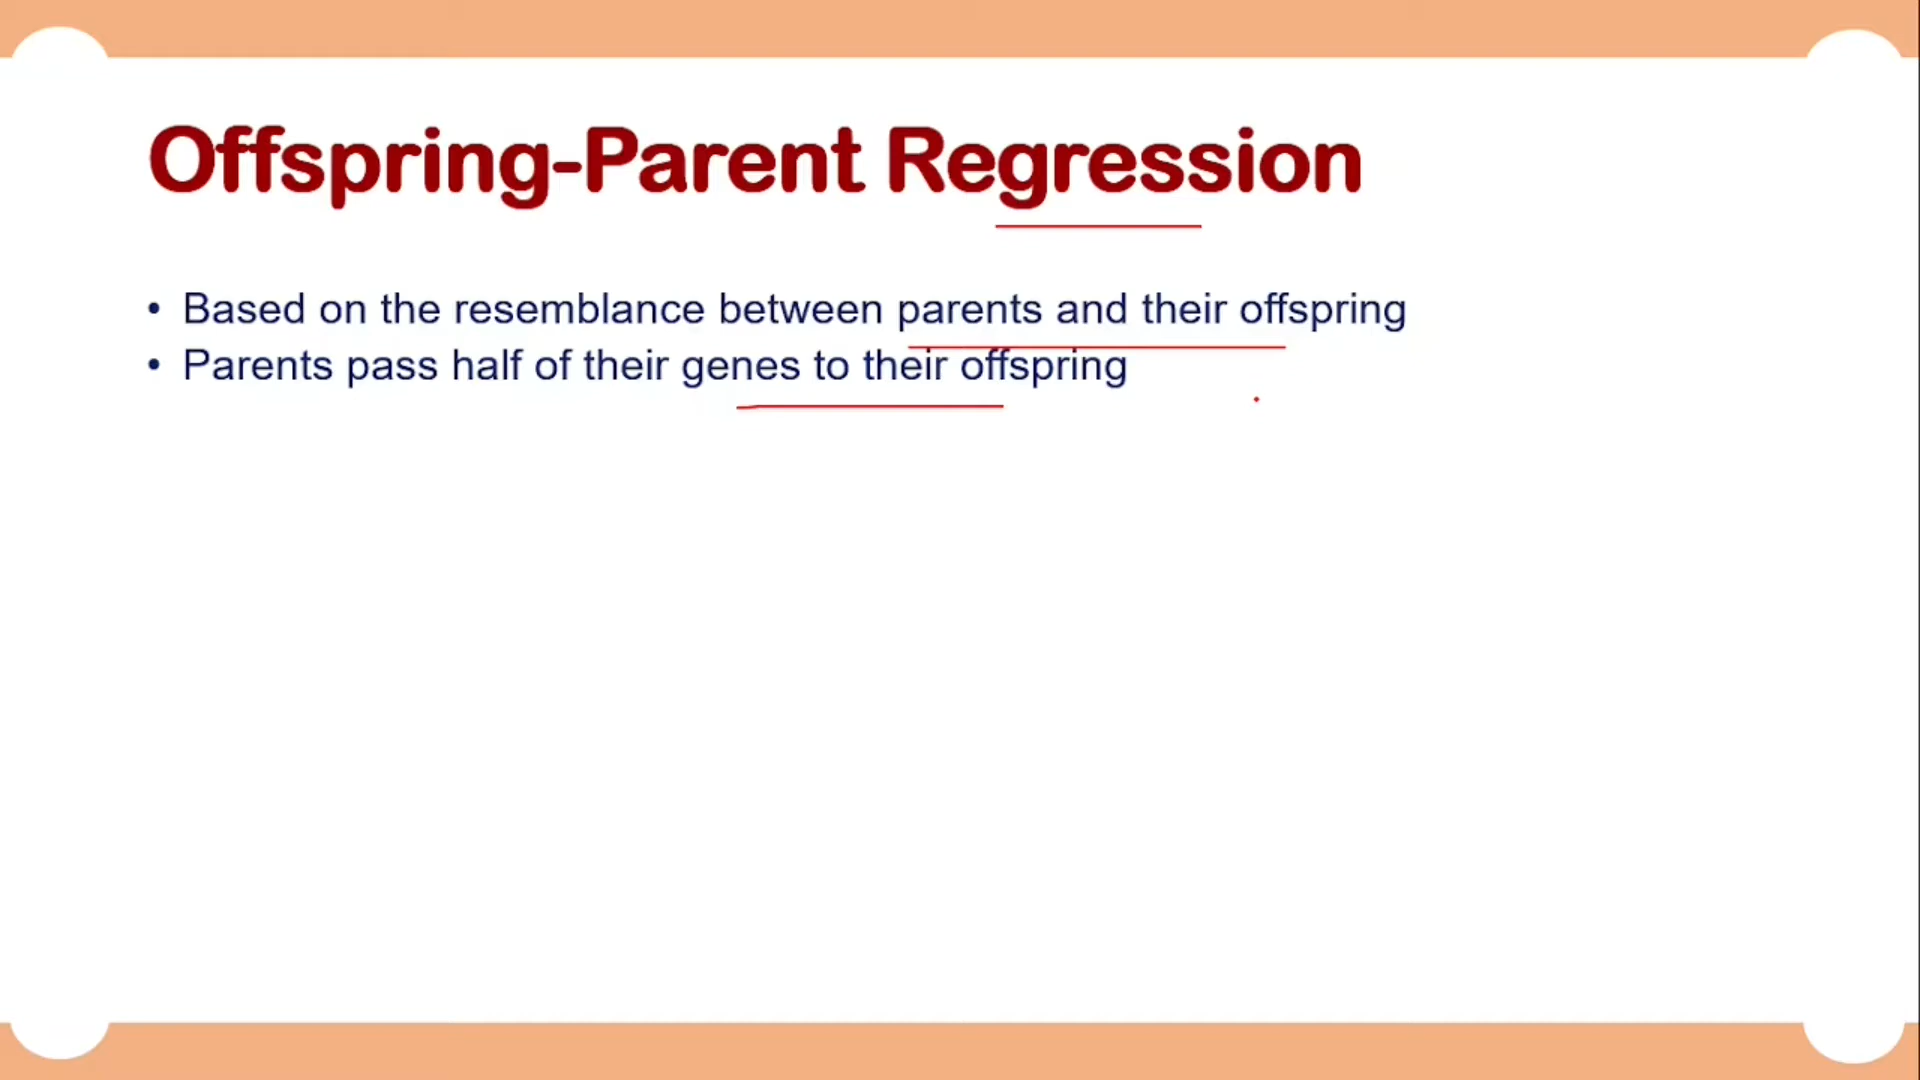 Offspring-Parent Regression
• Based on the resemblance between parents and their offspring
• Parents pass half of their genes to their offspring